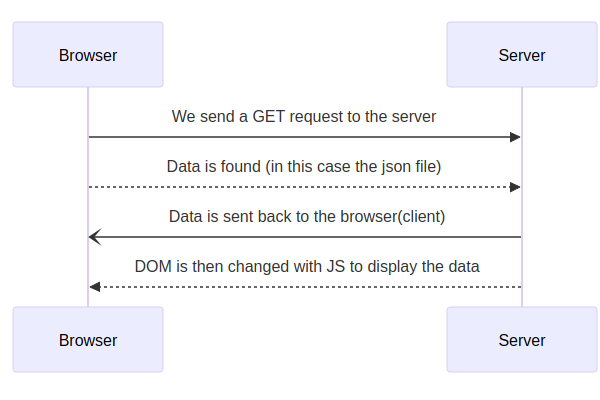 Browser
Server
We send a GET request to the server
Data is found (in this case the json file)
Data is sent back to the browser(client)
DOM is then changed with JS to display the data
Browser
Server